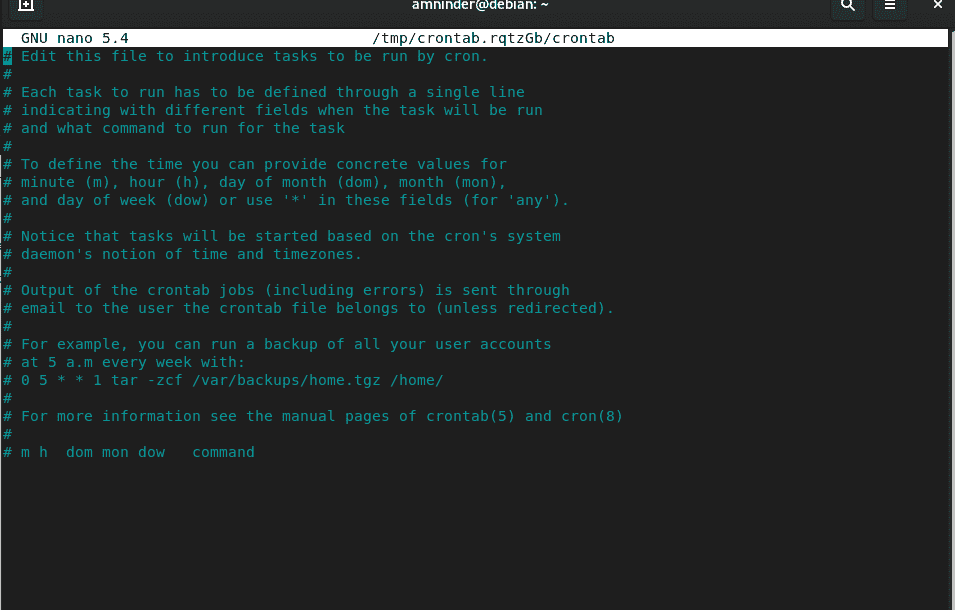 amninder@debian: ~
GNU nano 5.4 /tmp/crontab.rqtzGb/crontab
# Edit this file to introduce tasks to be run by cron.
#
# Each task to run has to be defined through a single line
# indicating with different fields when the task will be run
# and what command to run for the task
#
# To define the time you can provide concrete values for
# minute (m), hour (h), day of month (dom), month (mon),
# and day of week (dow) or use '*' in these fields (for 'any').
#
# Notice that tasks will be started based on the cron's system
# daemon's notion of time and timezones.
#
# Output of the crontab jobs (including errors) is sent through
# email to the user the crontab file belongs to (unless redirected).
#
# For example, you can run a backup of all your user accounts
# at 5 a.m every week with:
# 0 5 * * 1 tar -zcf /var/backups/home.tgz /home/
#
# For more information see the manual pages of crontab(5) and cron(8)
#
# m h  dom mon dow   command